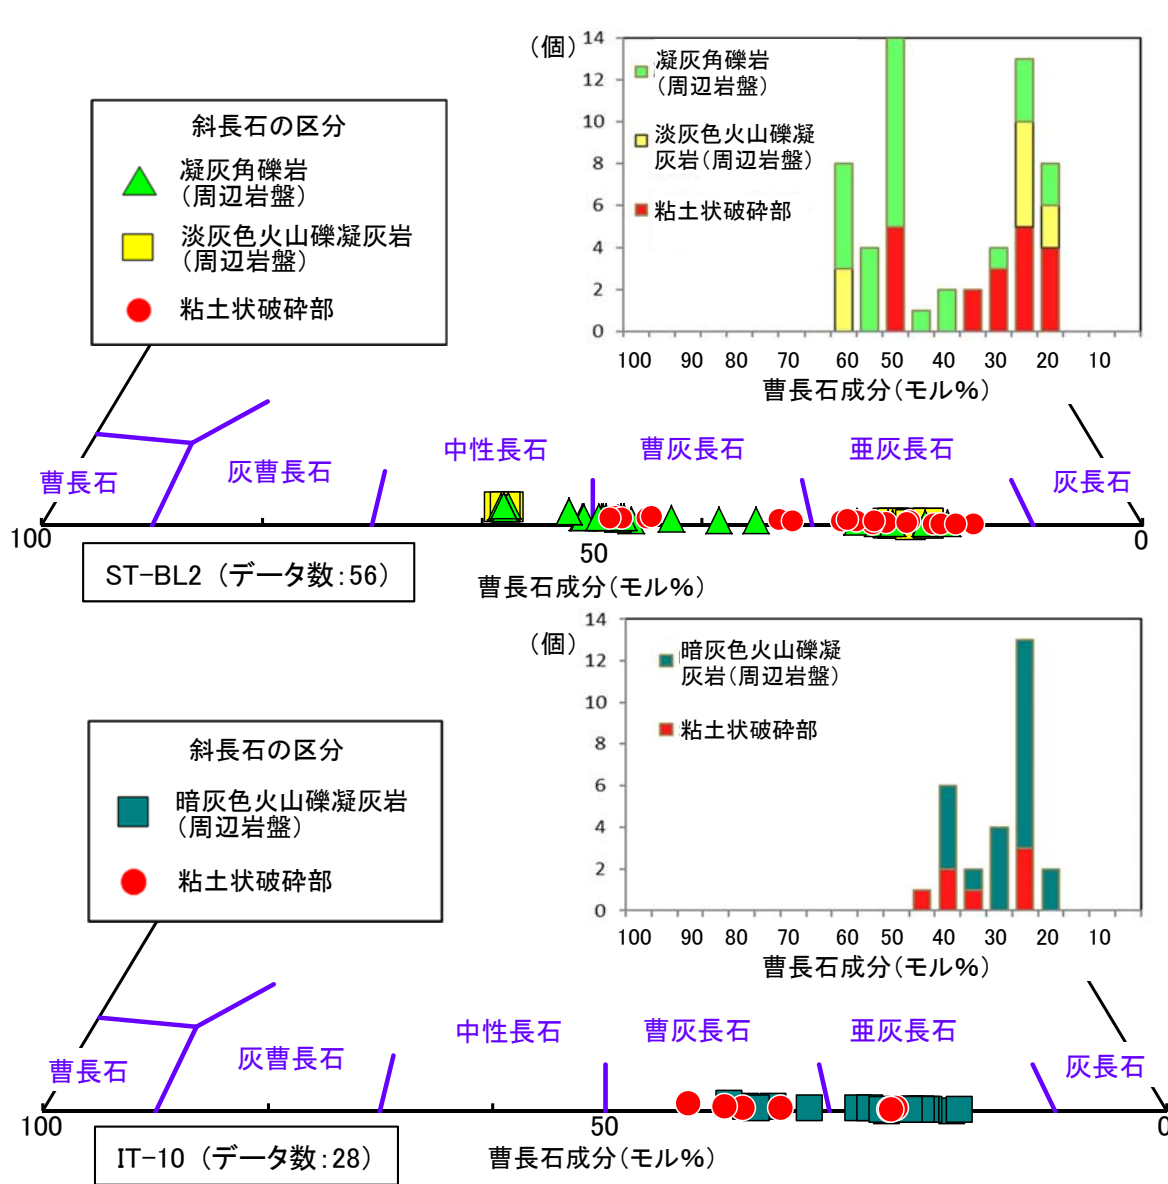 (個)
14
12
10
8
6
4
2
0
凝灰角礫岩
(周辺岩盤)
淡灰色火山礫凝
灰岩(周辺岩盤)
粘土状破砕部
100 90 80 70 60 50 40 30 20 10
曹長石成分(モル%)
斜長石の区分
凝灰角礫岩
(周辺岩盤)
淡灰色火山礫凝灰岩
(周辺岩盤)
粘土状破砕部
曹長石 灰曹長石 中性長石 曹灰長石 亜灰長石 灰長石
100 50 0
ST-BL2 (データ数:56)
曹長石成分(モル%)
(個)
14
12
10
8
6
4
2
0
暗灰色火山礫凝
灰岩(周辺岩盤)
粘土状破砕部
100 90 80 70 60 50 40 30 20 10
曹長石成分(モル%)
斜長石の区分
暗灰色火山礫凝灰岩
(周辺岩盤)
粘土状破砕部
曹長石 灰曹長石 中性長石 曹灰長石 亜灰長石 灰長石
100 50 0
IT-10 (データ数:28)
曹長石成分(モル%)